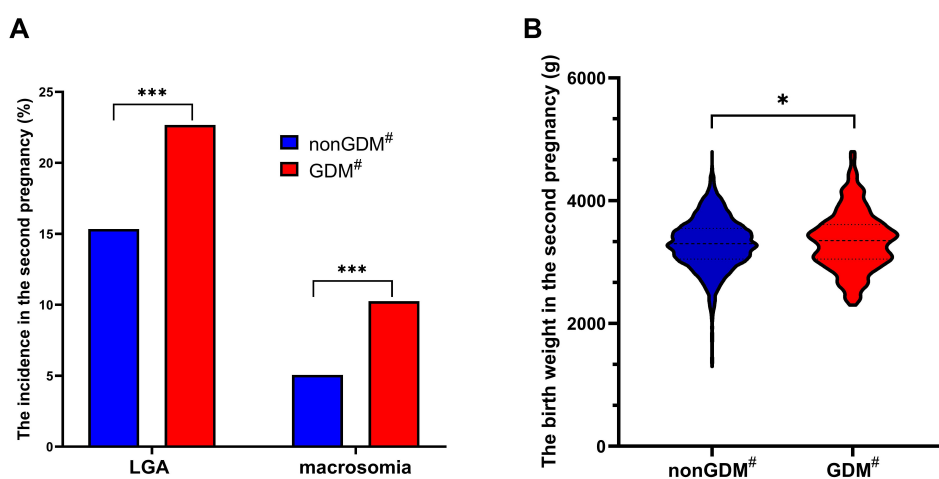 A
The incidence in the second pregnancy (%)
25
20
15
10
5
0
***
***
nonGDM#
GDM#
LGA
macrosomia
B
The birth weight in the second pregnancy (g)
6000
4000
2000
0
*
nonGDM#
GDM#